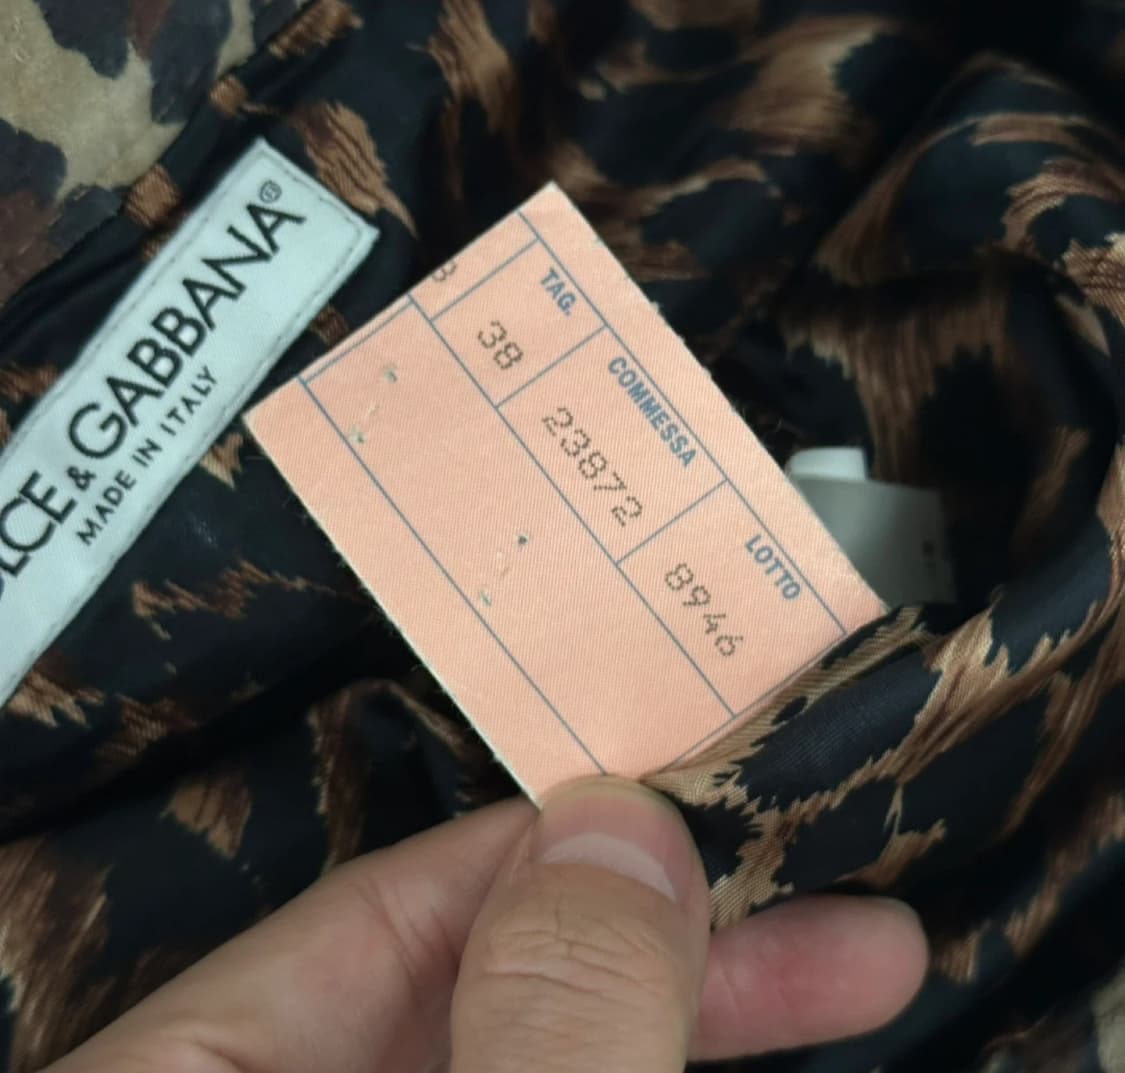 DOLCE & GABBANA®
MADE IN ITALY
TAG. COMMESSA LOTTO
38 23872 8946